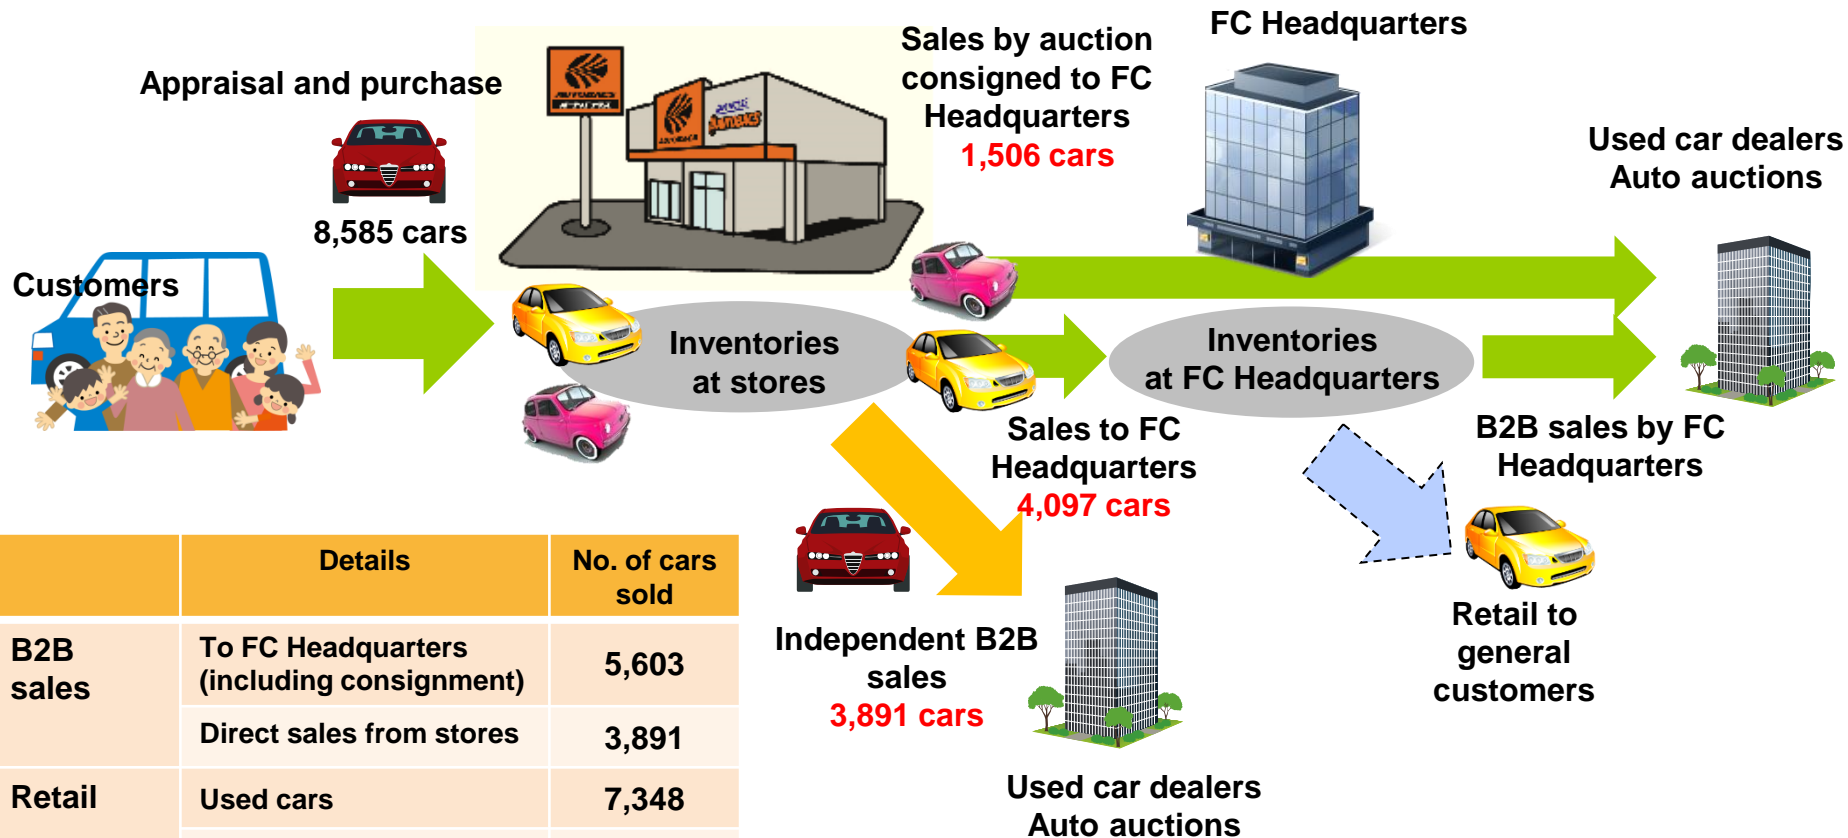 FC Headquarters
Sales by auction
consigned to FC
Headquarters
1,506 cars
Appraisal and purchase
8,585 cars
Customers
AUTOBACS
AUTOBACS
Used car dealers
Auto auctions
Inventories
at stores
Inventories
at FC Headquarters
Sales to FC
Headquarters
4,097 cars
B2B sales by FC
Headquarters
Independent B2B
sales
3,891 cars
Retail to
general
customers
Used car dealers
Auto auctions
Details
No. of cars
sold
B2B
sales
To FC Headquarters
(including consignment)
5,603
Direct sales from stores
3,891
Retail
Used cars
7,348